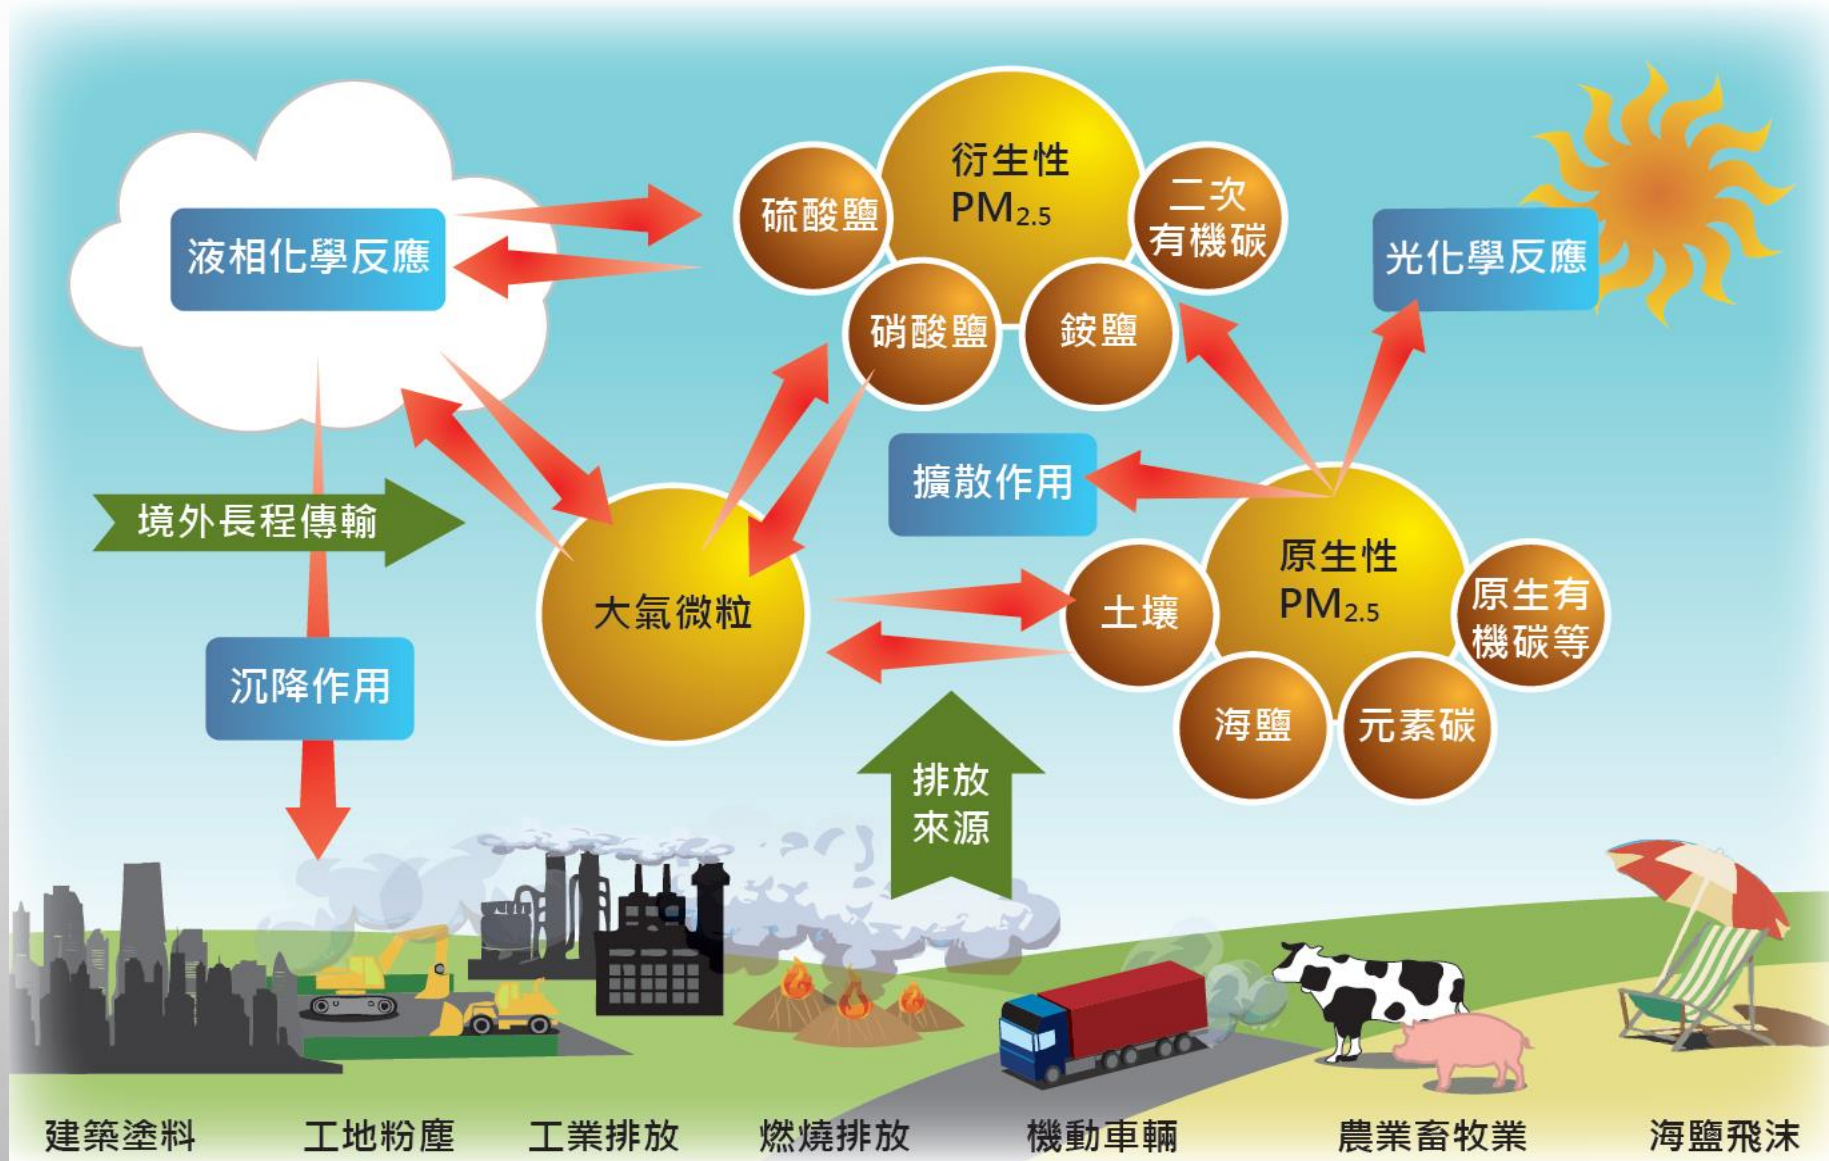 衍生性
PM2.5
硫酸鹽
二次
有機碳
硝酸鹽
銨鹽
液相化學反應
光化學反應
擴散作用
境外長程傳輸
大氣微粒
原生性
PM2.5
土壤
原生有
機碳等
海鹽
元素碳
沉降作用
排放
來源
建築塗料
工地粉塵
工業排放
燃燒排放
機動車輛
農業畜牧業
海鹽飛沫